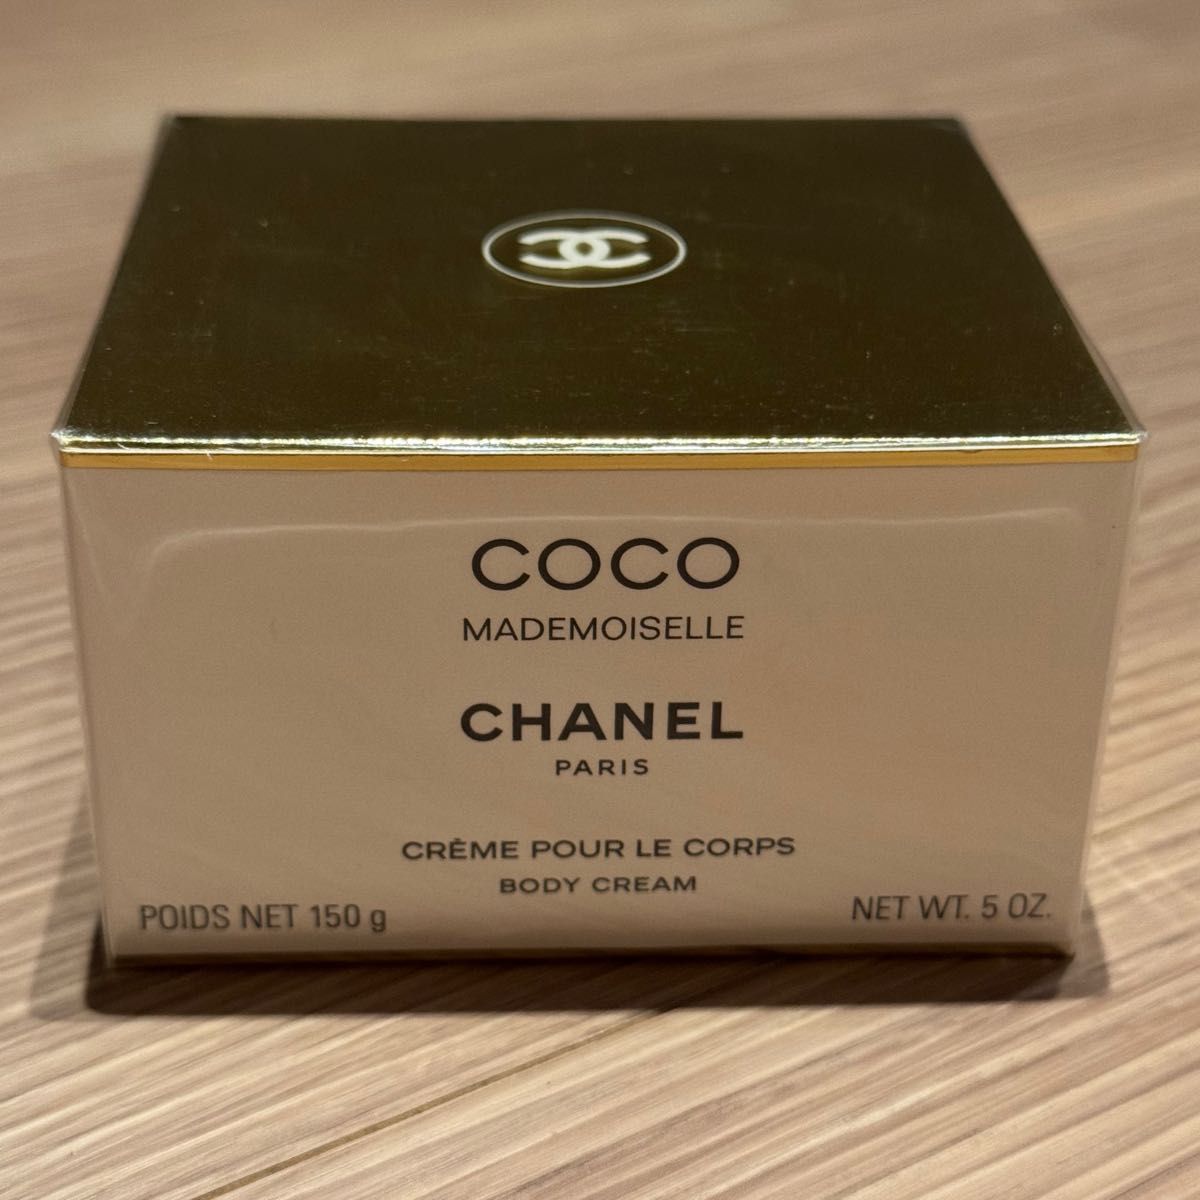 COCO
MADEMOISELLE
CHANEL
PARIS
CRÈME POUR LE CORPS
BODY CREAM
POIDS NET 150 g
NET WT. 5 OZ.